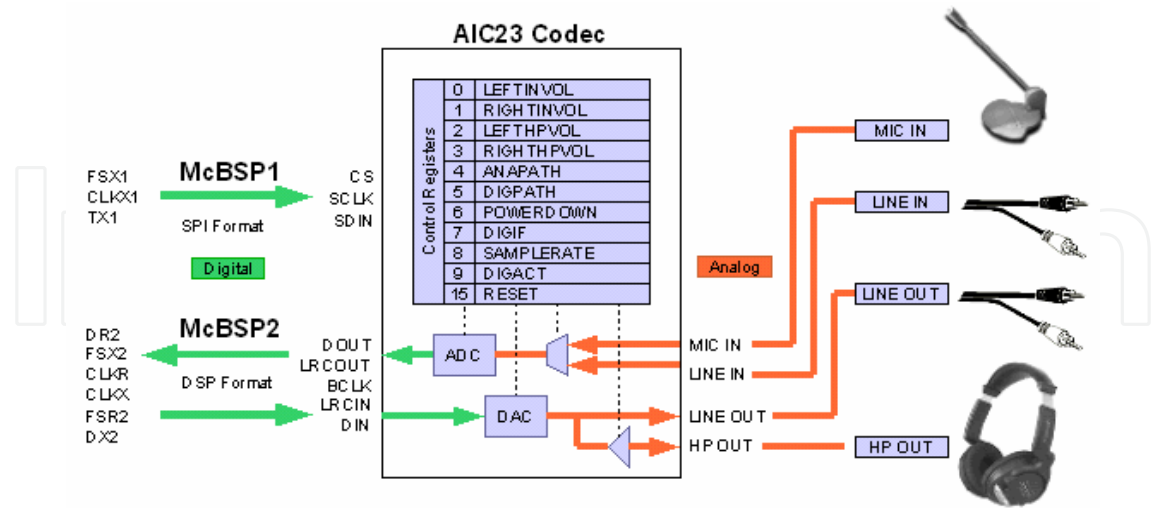 AIC23 Codec
Control Registers
0 LEFTINVOL
1 RIGHTINVOL
2 LEFTHPVOL
3 RIGHTHPVOL
4 ANAPATH
5 DIGPATH
6 POWERDOWN
7 DIGIF
8 SAMPLERATE
9 DIGACT
15 RESET
FSX1
CLKX1
TX1
McBSP1
SPI Format
CS
SCLK
SDIN
Digital
Analog
McBSP2
DSP Format
DR2
FSX2
CLKR
CLKX
FSR2
DX2
DOUT
LRCOUT
BCLK
LRCIN
DIN
ADC
DAC
MIC IN
LINE IN
LINE OUT
HP OUT
MIC IN
LINE IN
LINE OUT
HP OUT